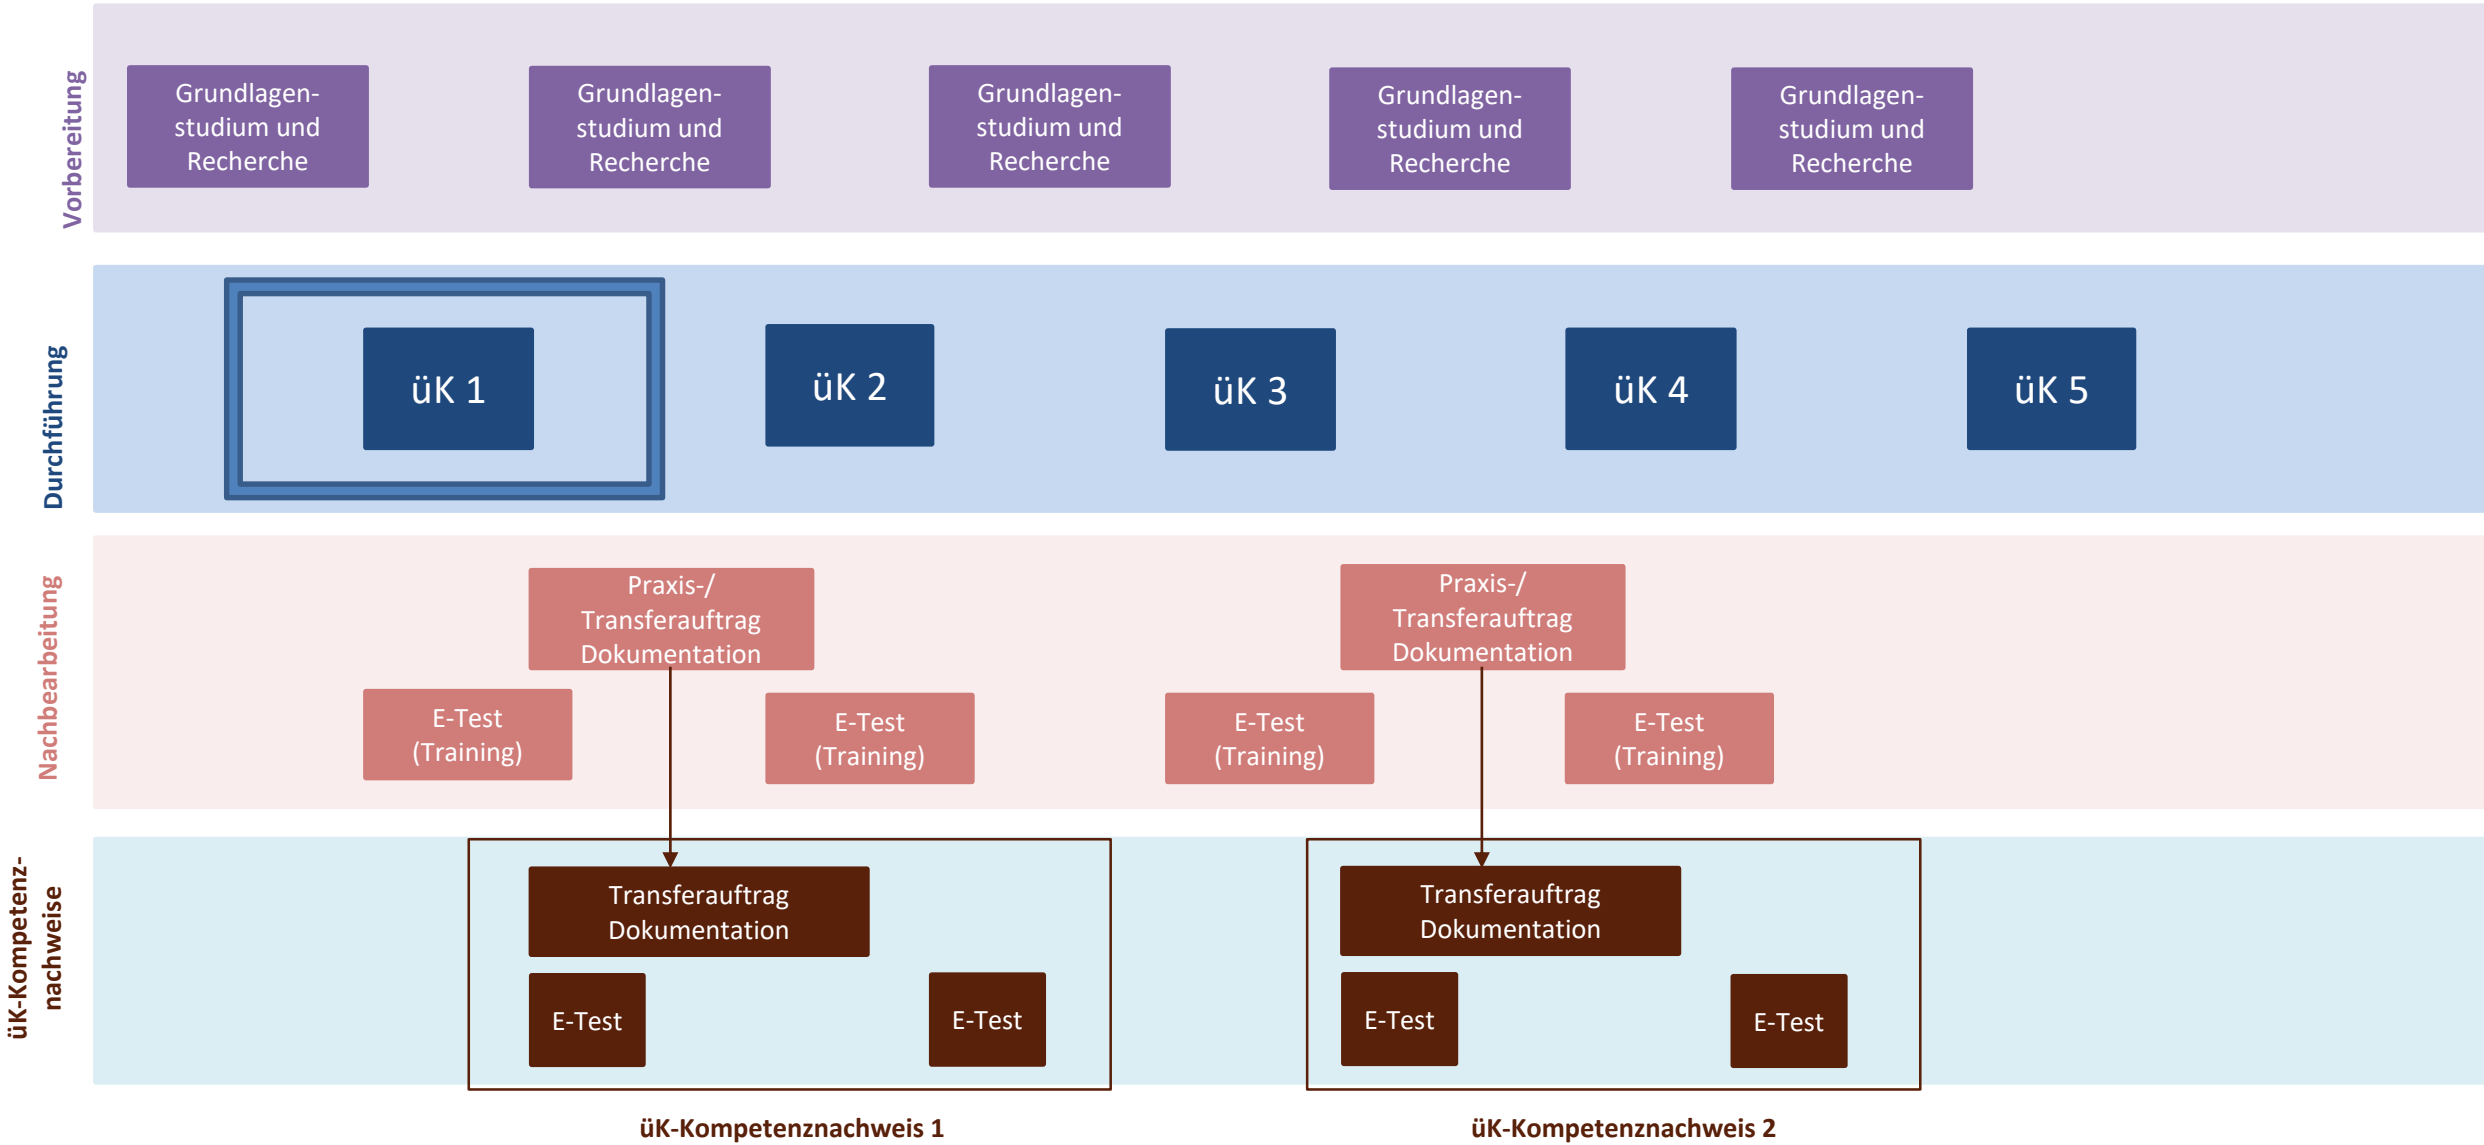 Vorbereitung
Grundlagen-
studium und
Recherche
Grundlagen-
studium und
Recherche
Grundlagen-
studium und
Recherche
Grundlagen-
studium und
Recherche
Grundlagen-
studium und
Recherche
Durchführung
üK 1
üK 2
üK 3
üK 4
üK 5
Nachbearbeitung
Praxis-/
Transferauftrag
Dokumentation
Praxis-/
Transferauftrag
Dokumentation
E-Test
(Training)
E-Test
(Training)
E-Test
(Training)
E-Test
(Training)
üK-Kompetenz-
nachweise
Transferauftrag
Dokumentation
Transferauftrag
Dokumentation
E-Test
E-Test
E-Test
E-Test
üK-Kompetenznachweis 1
üK-Kompetenznachweis 2